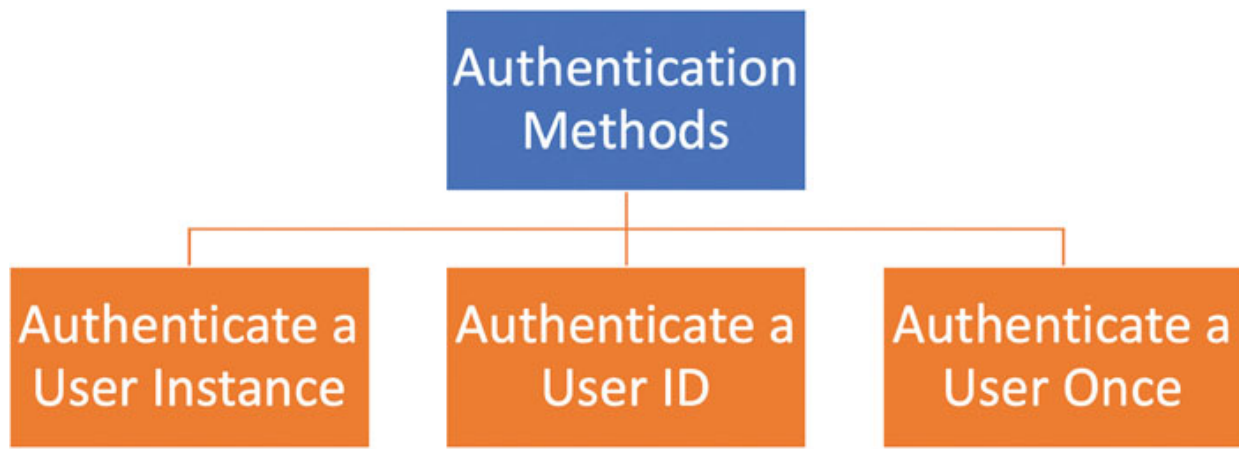 Authentication
Methods
Authenticate a
User Instance
Authenticate a
User ID
Authenticate a
User Once